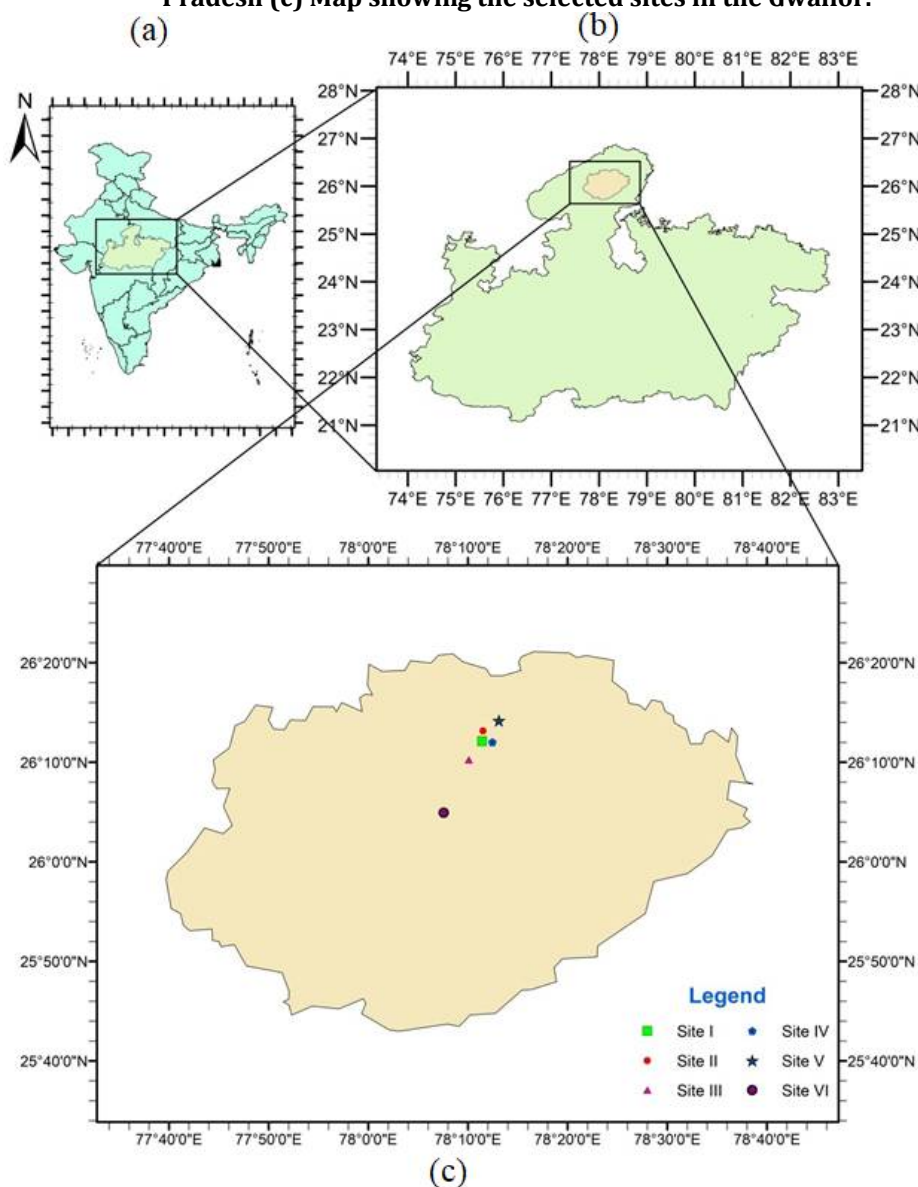 Pradesh (c) Map showing the selected sites in the Gwalior.
(a)
(b)
74°E 75°E 76°E 77°E 78°E 79°E 80°E 81°E 82°E 83°E
N
28°N 28°N
27°N 27°N
26°N 26°N
25°N 25°N
24°N 24°N
23°N 23°N
22°N 22°N
21°N 21°N
74°E 75°E 76°E 77°E 78°E 79°E 80°E 81°E 82°E 83°E
77°40'0"E 77°50'0"E 78°0'0"E 78°10'0"E 78°20'0"E 78°30'0"E 78°40'0"E
26°20'0"N 26°20'0"N
26°10'0"N 26°10'0"N
26°0'0"N 26°0'0"N
25°50'0"N 25°50'0"N
25°40'0"N 25°40'0"N
Legend
Site I Site IV
Site II Site V
Site III Site VI
77°40'0"E 77°50'0"E 78°0'0"E 78°10'0"E 78°20'0"E 78°30'0"E 78°40'0"E
(c)